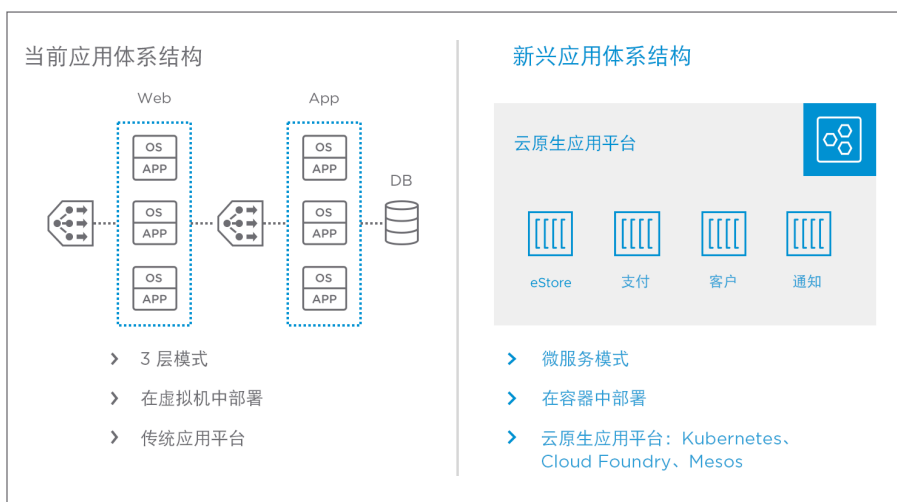 当前应用体系结构
Web
App
OS
APP
OS
APP
OS
APP
OS
APP
OS
APP
OS
APP
DB
3 层模式
在虚拟机中部署
传统应用平台
新兴应用体系结构
云原生应用平台
eStore
支付
客户
通知
微服务模式
在容器中部署
云原生应用平台：Kubernetes、
Cloud Foundry、Mesos